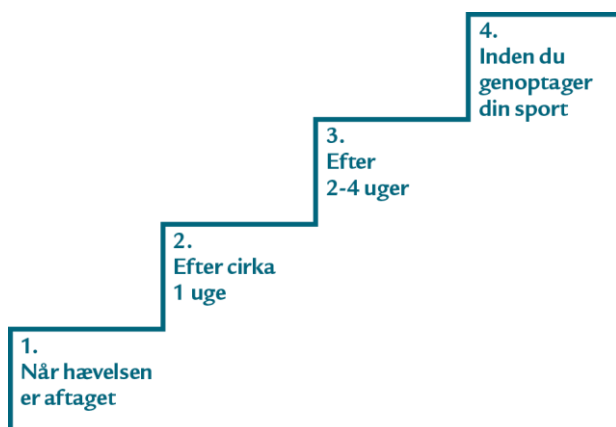 1.
Når hævelsen
er aftaget
2.
Efter cirka
1 uge
3.
Efter
2-4 uger
4.
Inden du
genoptager
din sport